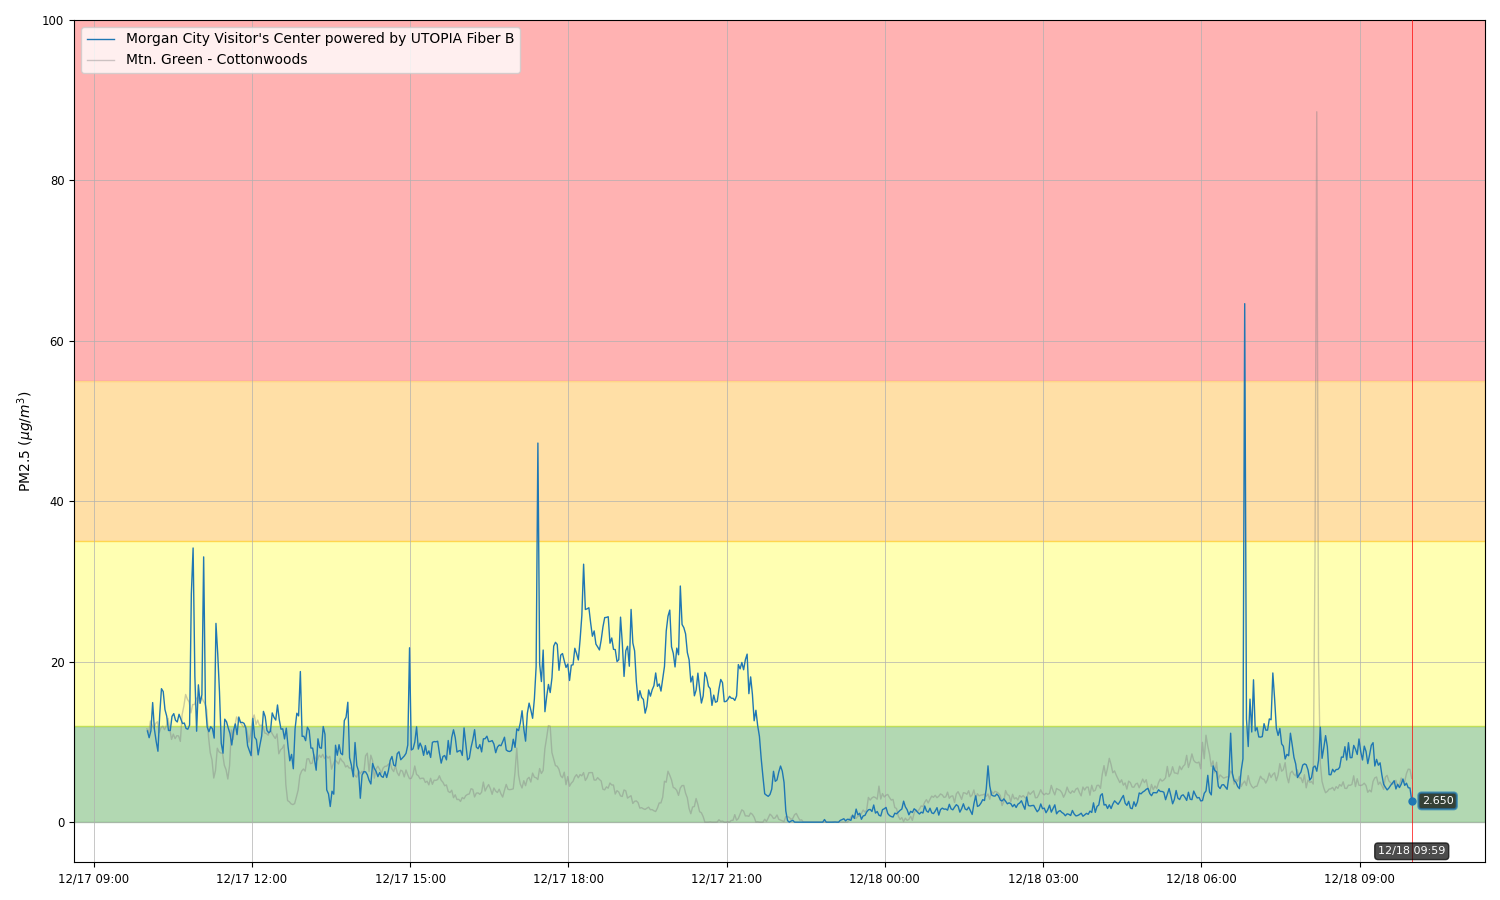 100
Morgan City Visitor's Center powered by UTOPIA Fiber B
Mtn. Green - Cottonwoods
80
60
PM2.5 (μg/m³)
40
20
2.650
0
12/18 09:59
12/17 09:00 12/17 12:00 12/17 15:00 12/17 18:00 12/17 21:00 12/18 00:00 12/18 03:00 12/18 06:00 12/18 09:00